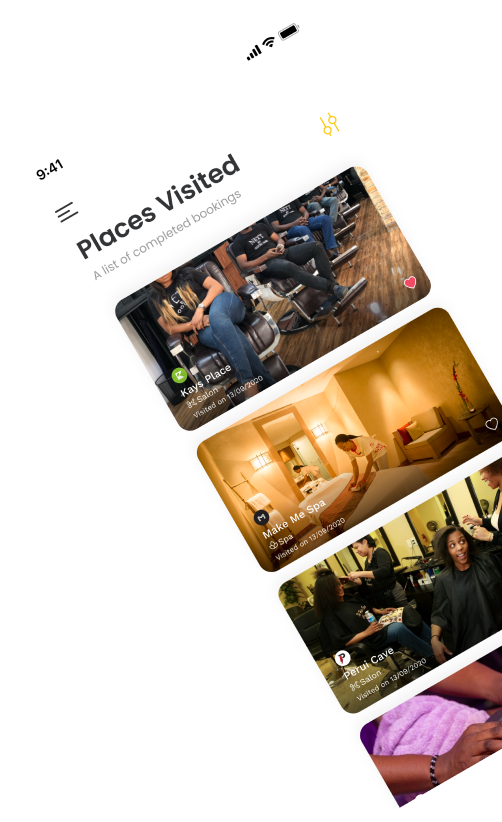 9:41
Places Visited
A list of completed bookings
Kays Place
Salon
Visited on 13/09/2020
Make Me Spa
Spa
Visited on 13/09/2020
Perui Cave
Salon
Visited on 13/09/2020